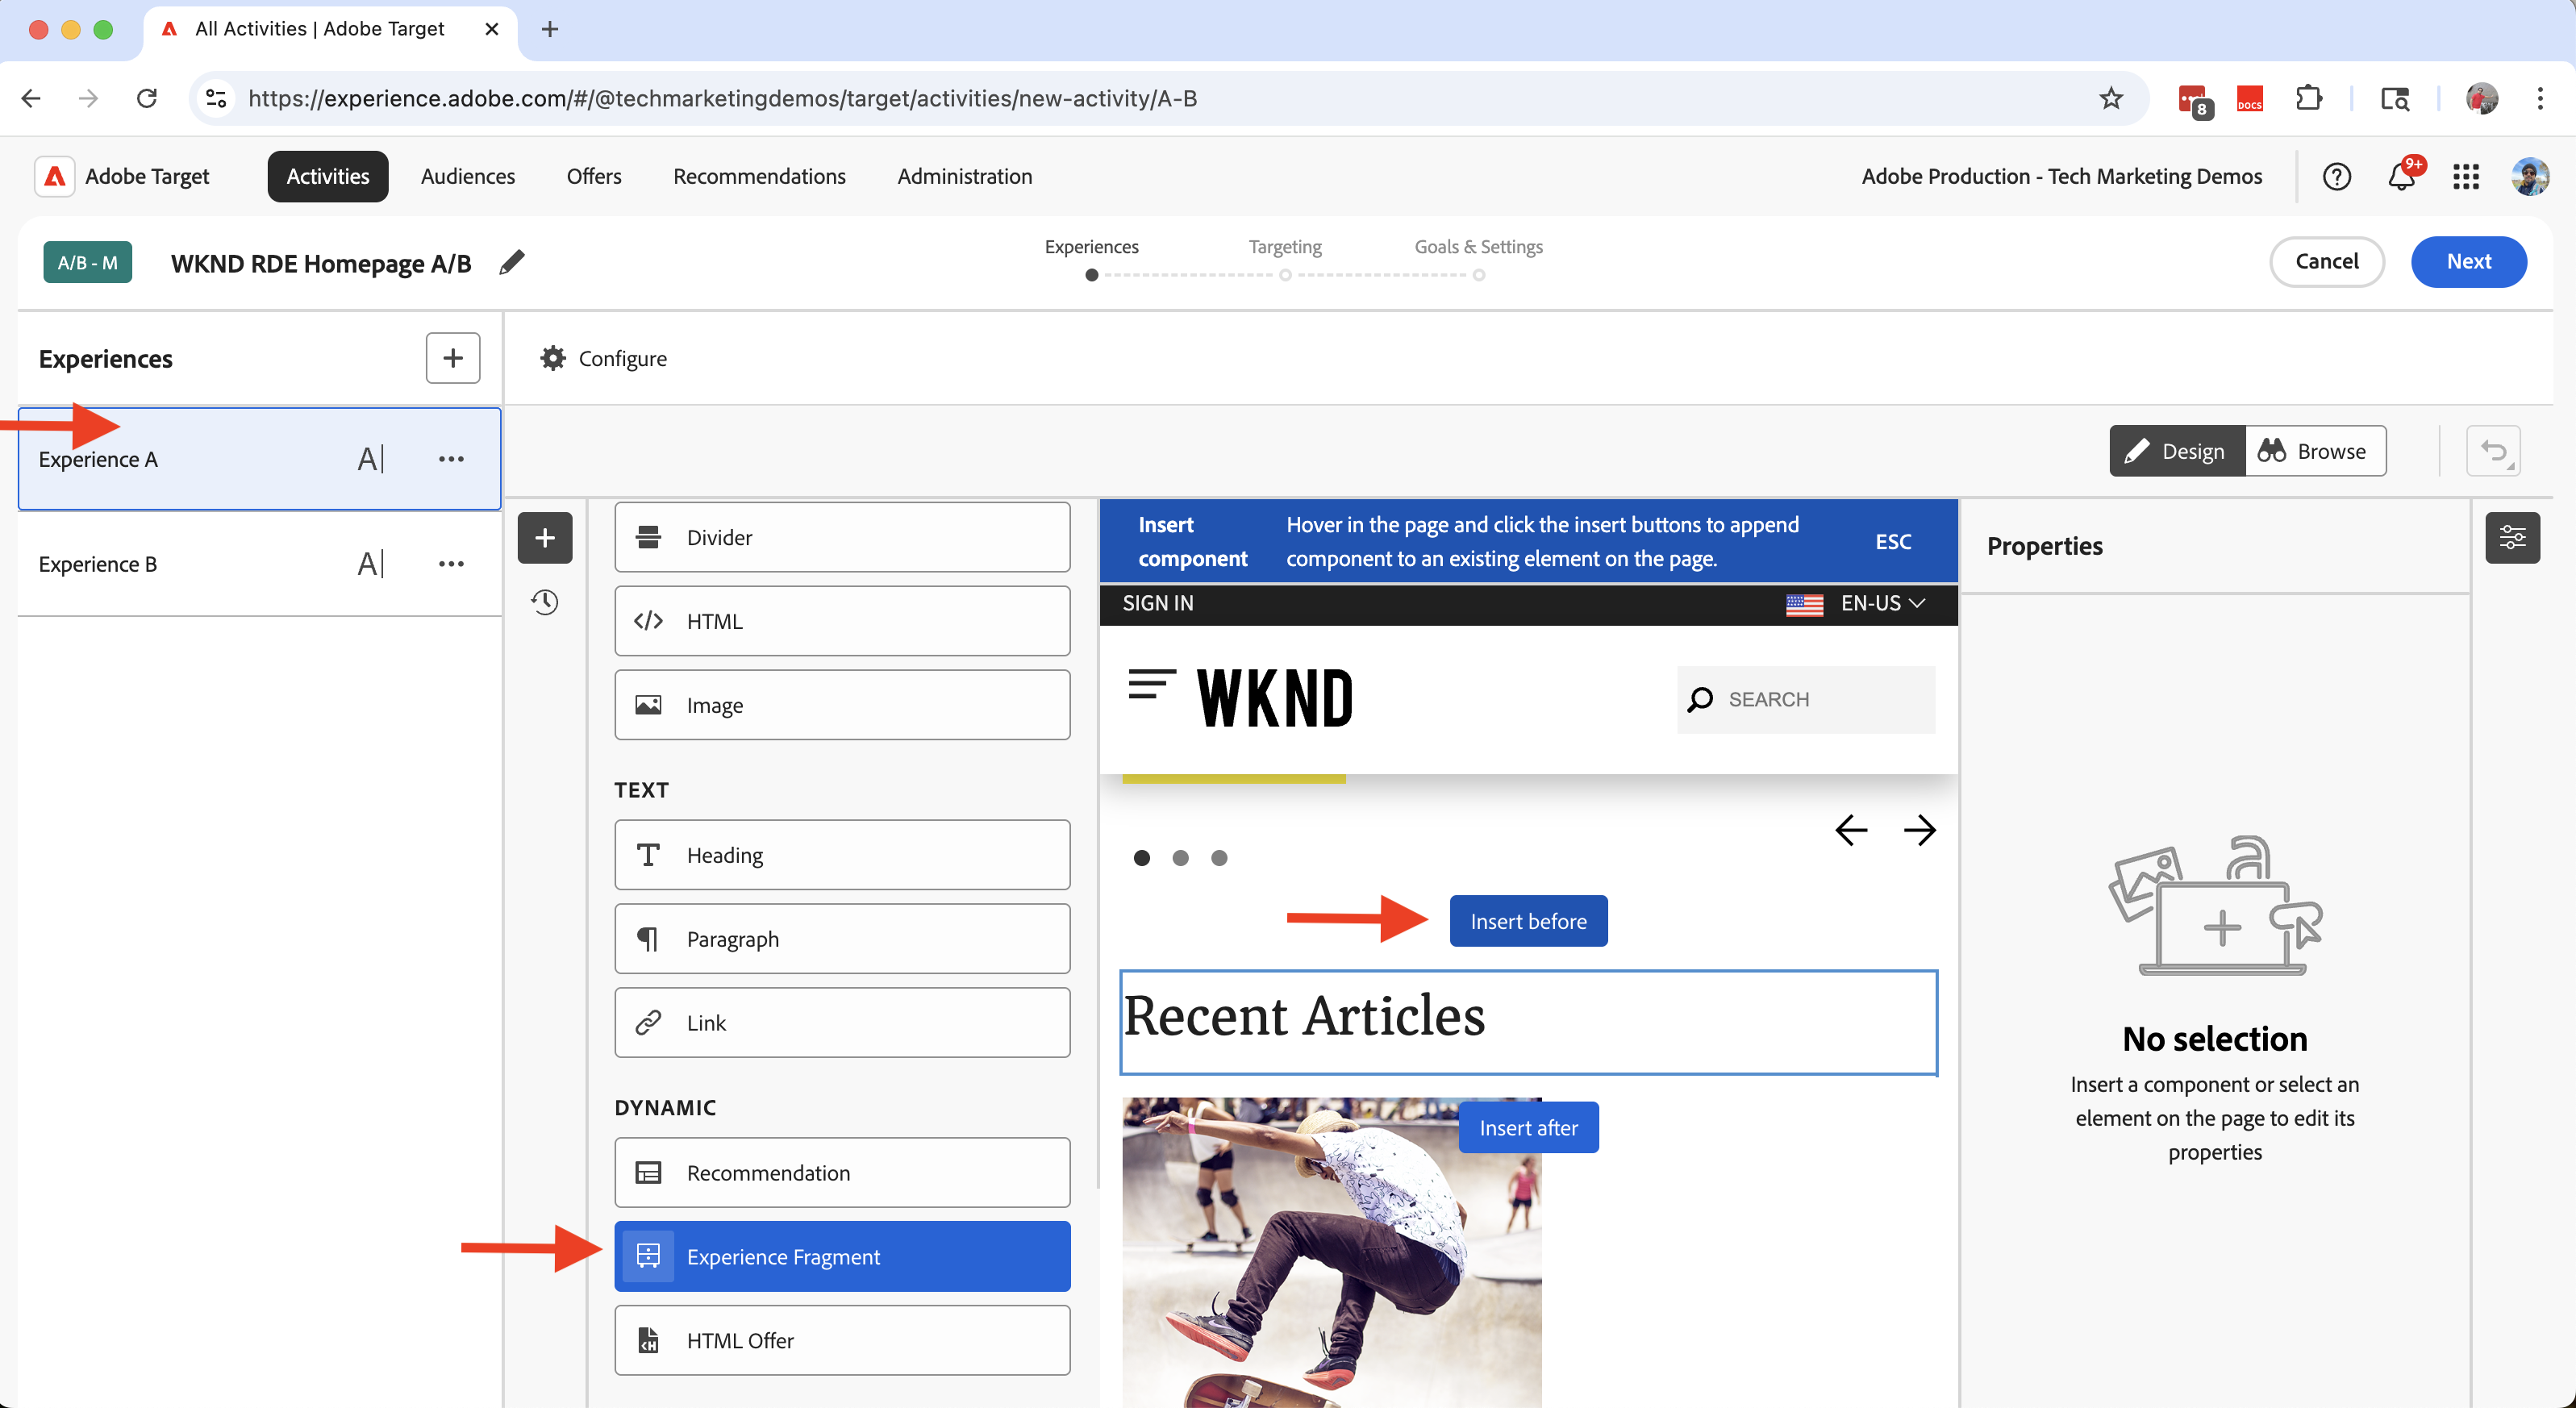 All Activities | Adobe Target
https://experience.adobe.com/#/@techmarketingdemos/target/activities/new-activity/A-B
8
DOCS
Adobe Target
Activities
Audiences
Offers
Recommendations
Administration
Adobe Production - Tech Marketing Demos
9+
A/B - M
WKND RDE Homepage A/B
Experiences
Targeting
Goals & Settings
Cancel
Next
Experiences
Configure
Experience A
Design
Browse
Experience B
Divider
HTML
Image
TEXT
Heading
Paragraph
Link
DYNAMIC
Recommendation
Experience Fragment
HTML Offer
Insert component
Hover in the page and click the insert buttons to append
component to an existing element on the page.
ESC
SIGN IN
EN-US
WKND
SEARCH
Insert before
Recent Articles
Insert after
Properties
No selection
Insert a component or select an
element on the page to edit its
properties